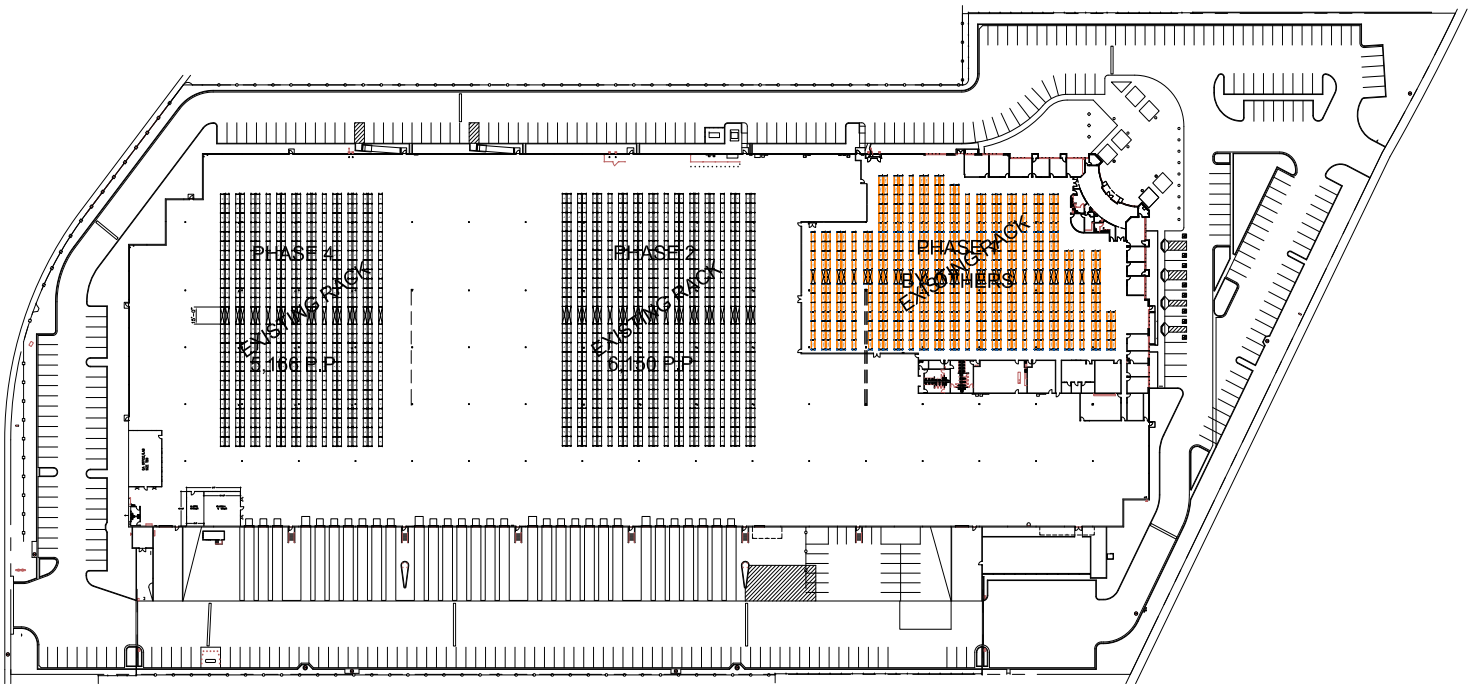 PHASE 4
EXISTING RACK
5,166 P.P
PHASE 2
EXISTING RACK
6,150 P.P
PHASE
EXISTING RACK
BY OTHERS